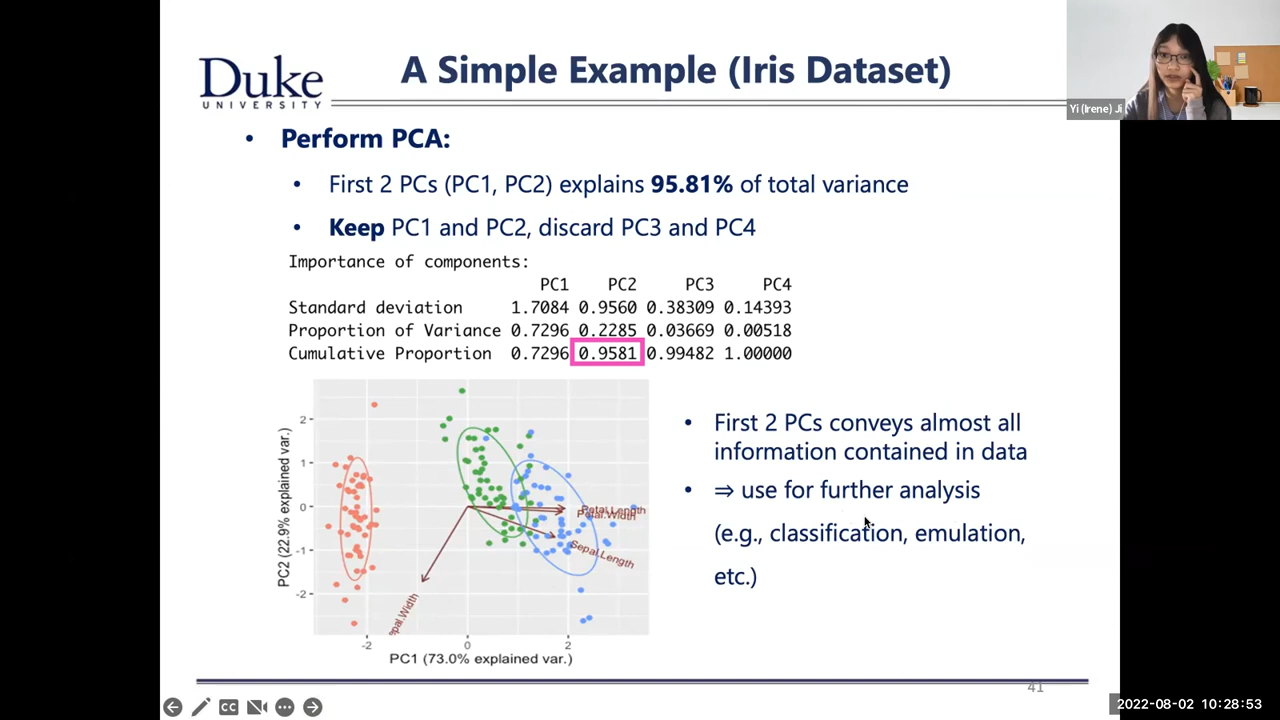 Duke
UNIVERSITY
A Simple Example (Iris Dataset)
Yi (Irene) Ji
• Perform PCA:
• First 2 PCs (PC1, PC2) explains 95.81% of total variance
• Keep PC1 and PC2, discard PC3 and PC4
Importance of components:
PC1 PC2 PC3 PC4
Standard deviation 1.7084 0.9560 0.38309 0.14393
Proportion of Variance 0.7296 0.2285 0.03669 0.00518
Cumulative Proportion 0.7296 0.9581 0.99482 1.00000
PC2 (22.9% explained var.)
2
1
0
-1
-2
Petal.Length
Petal.Width
Sepal.Length
epal.Width
-2 0 2
PC1 (73.0% explained var.)
• First 2 PCs conveys almost all
information contained in data
• ⇒ use for further analysis
(e.g., classification, emulation,
etc.)
41
CC
2022-08-02 10:28:53